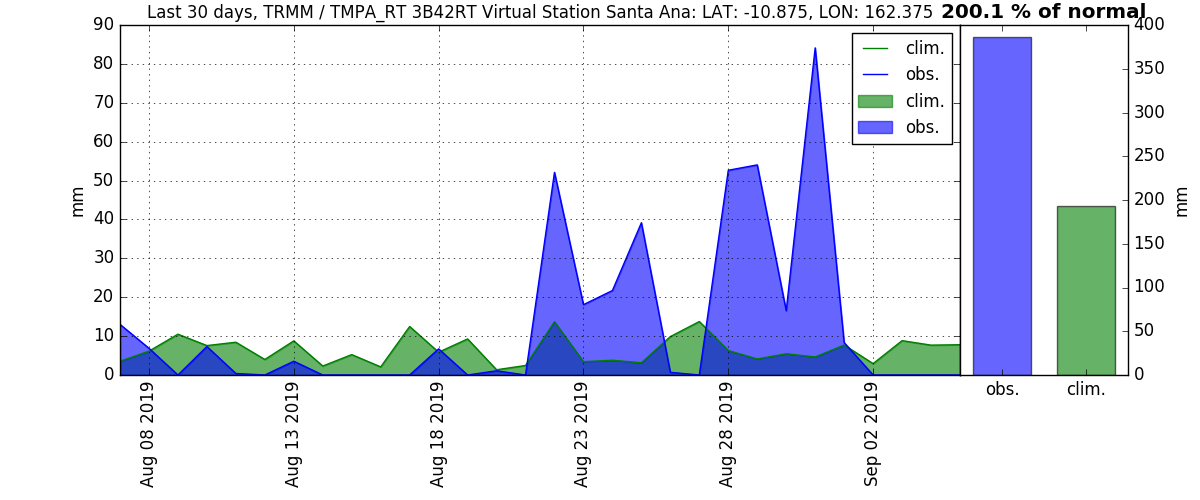 Last 30 days, TRMM / TMPA_RT 3B42RT Virtual Station Santa Ana: LAT: -10.875, LON: 162.375 200.1 % of normal
90
80
70
60
50
40
30
20
10
0
mm
clim.
obs.
clim.
obs.
Aug 08 2019
Aug 13 2019
Aug 18 2019
Aug 23 2019
Aug 28 2019
Sep 02 2019
400
350
300
250
200
150
100
50
0
mm
obs. clim.